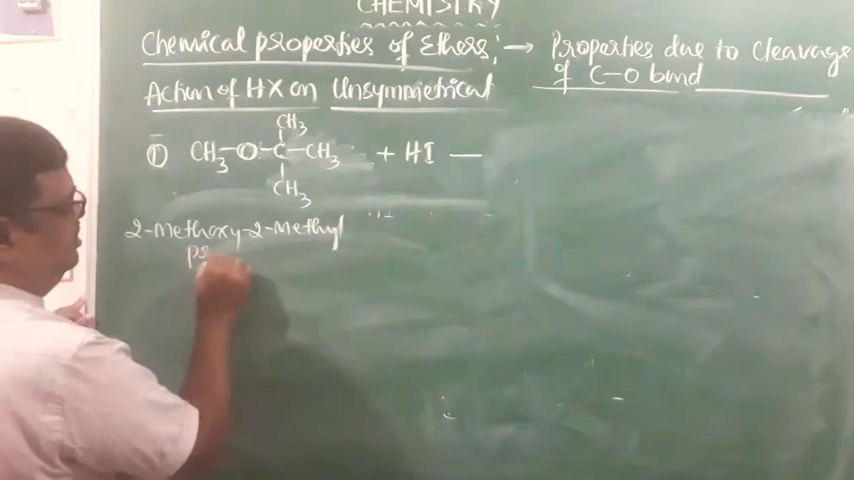 CHEMISTRY
Chemical properties of Ethers; → Properties due to cleavage
of C-O bond
Action of HX on Unsymmetrical
CH3
① CH3-O-C-CH3 + HI —
CH3
2-Methoxy-2-Methyl